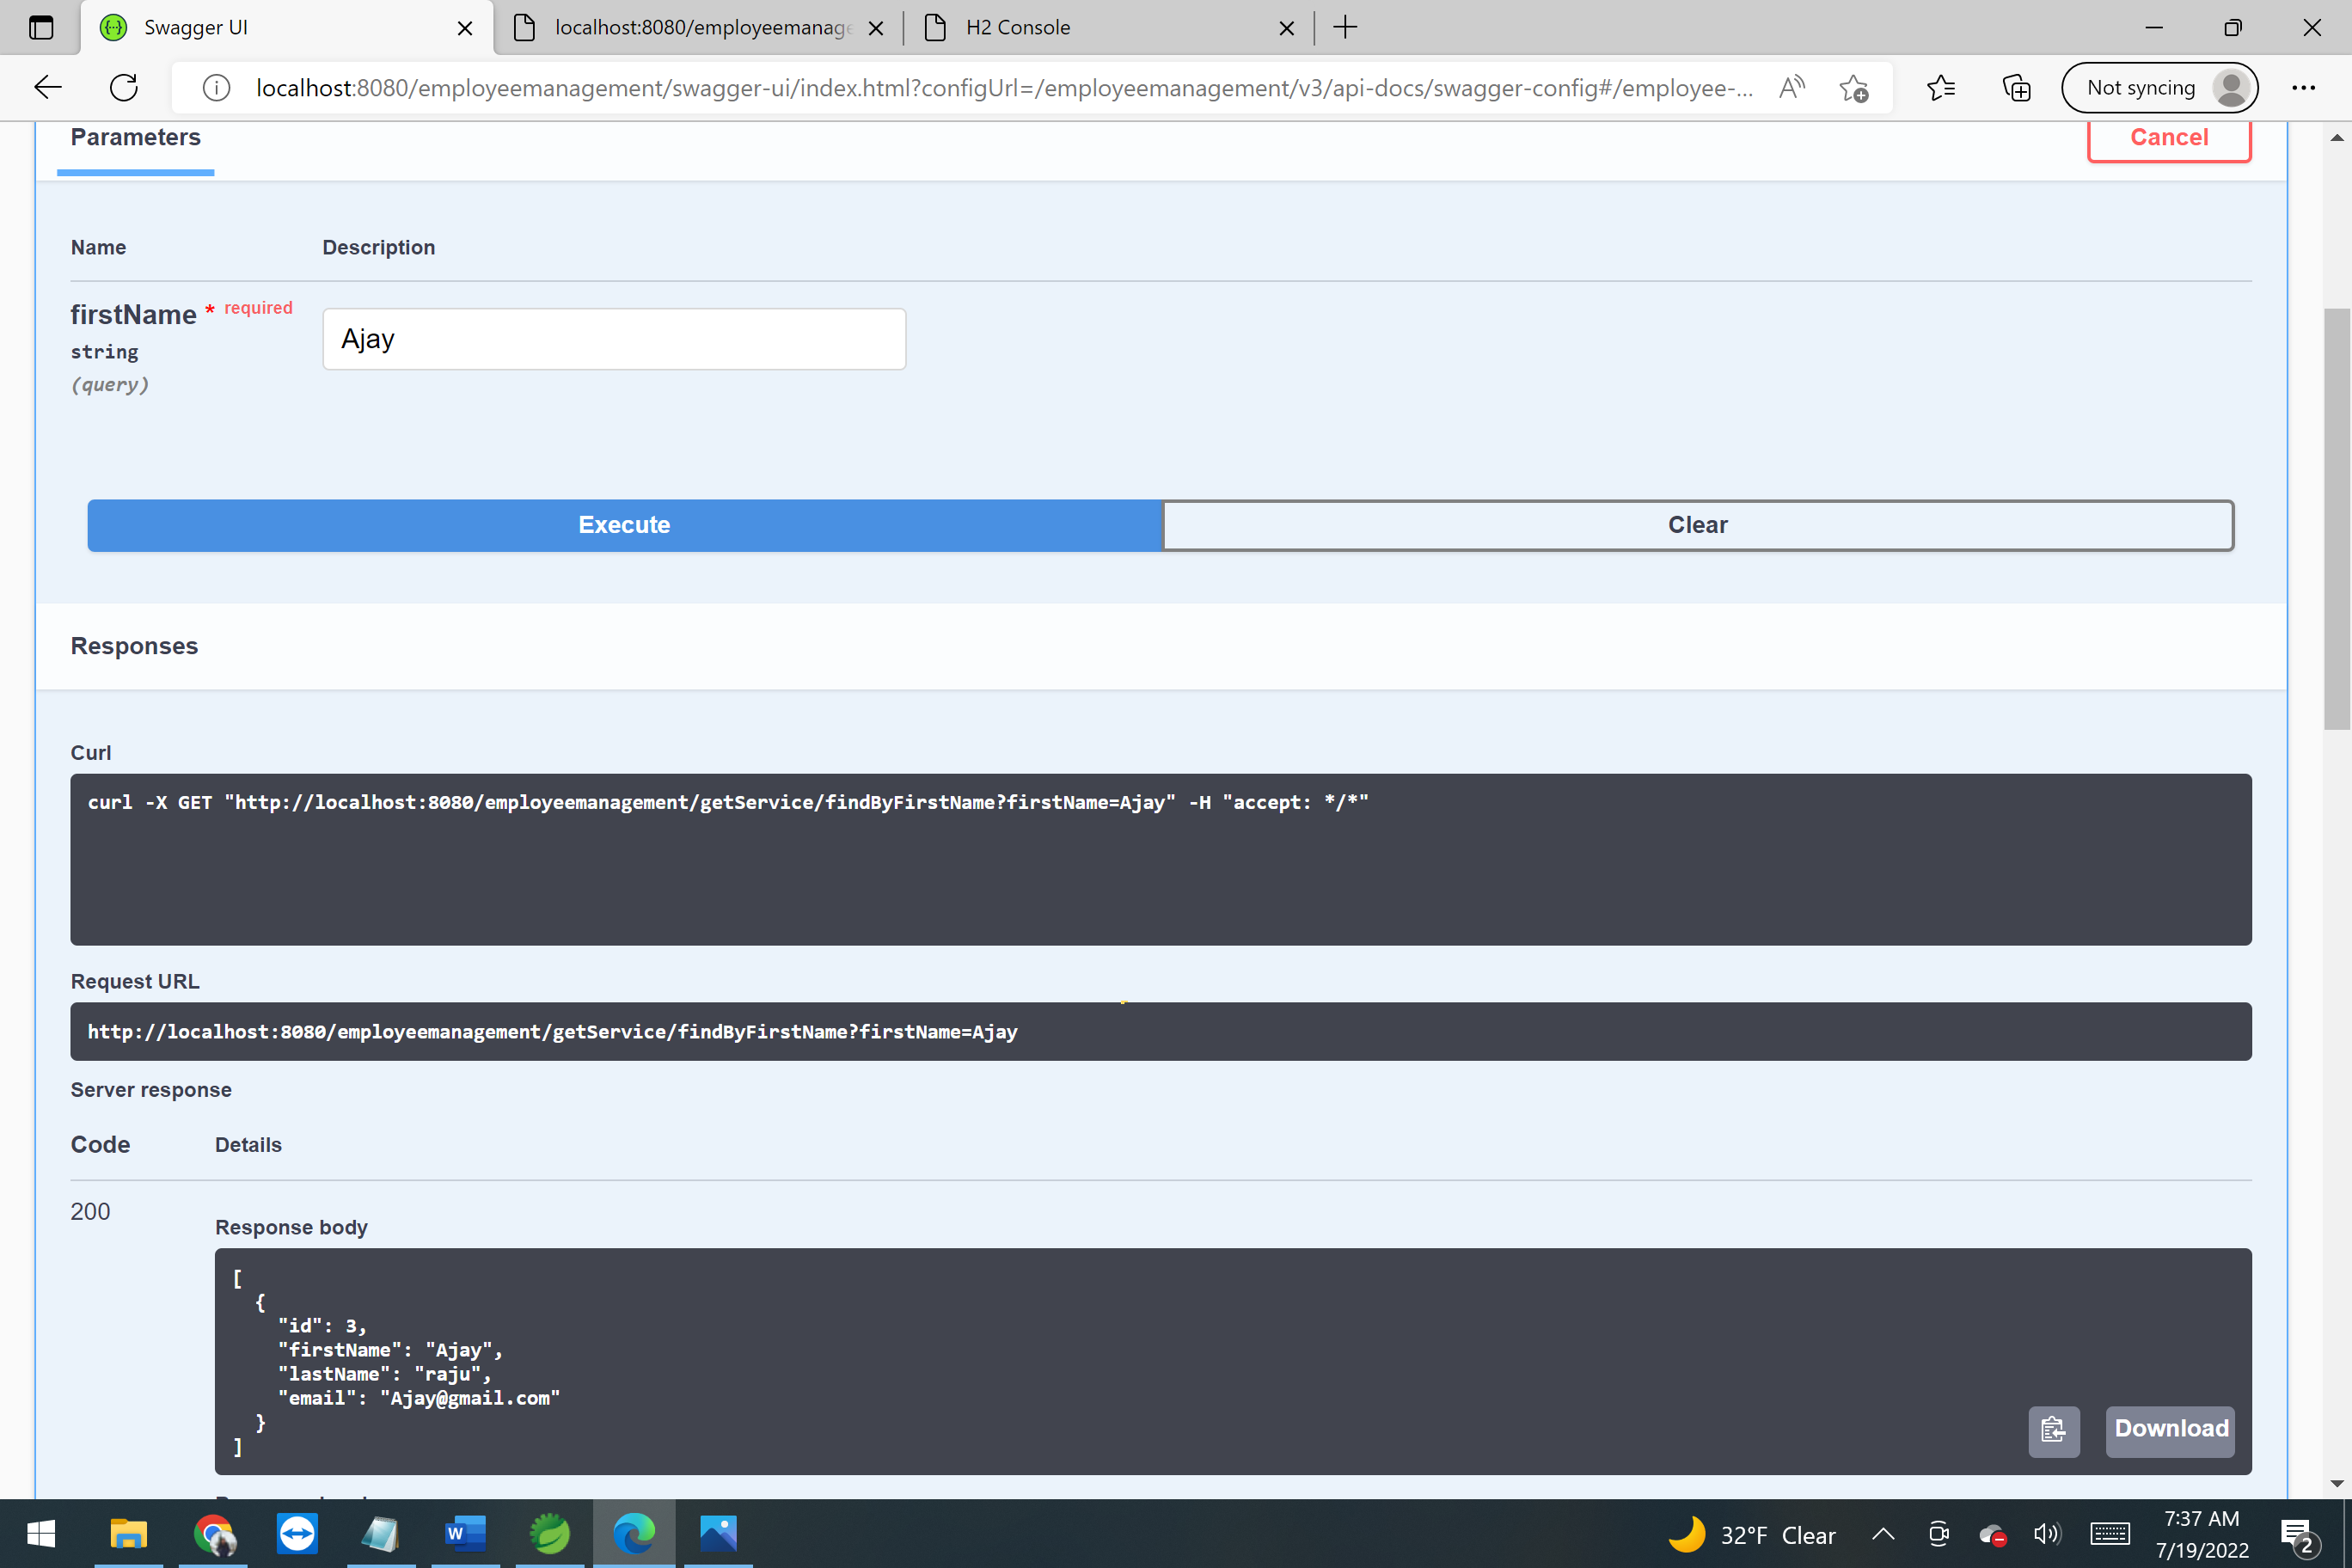 Swagger UI
localhost:8080/employeemanage
H2 Console
localhost:8080/employeemanagement/swagger-ui/index.html?configUrl=/employeemanagement/v3/api-docs/swagger-config#/employee-...
Not syncing
Parameters
Cancel
Name Description
firstName * required
string
(query)
Ajay
Execute
Clear
Responses
Curl
curl -X GET "http://localhost:8080/employeemanagement/getService/findByFirstName?firstName=Ajay" -H "accept: */*"
Request URL
http://localhost:8080/employeemanagement/getService/findByFirstName?firstName=Ajay
Server response
Code Details
200
Response body
[
{
"id": 3,
"firstName": "Ajay",
"lastName": "raju",
"email": "Ajay@gmail.com"
}
]
Download
32°F Clear
7:37 AM
7/19/2022
2